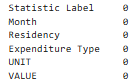 Statistic Label 0
Month 0
Residency 0
Expenditure Type 0
UNIT 0
VALUE 0